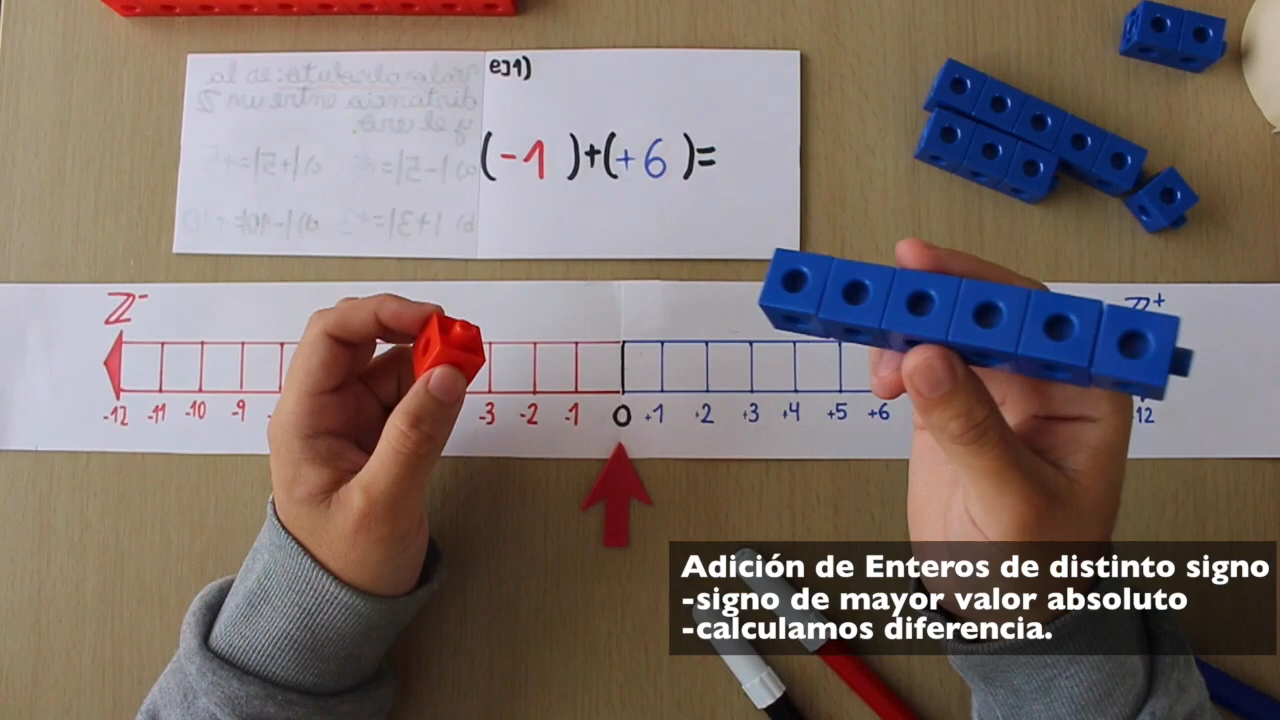 ej1)
(-1 )+(+6 )=
Z- Z+
-12 -11 -10 -9 -3 -2 -1 0 +1 +2 +3 +4 +5 +6 12
Adición de Enteros de distinto signo
-signo de mayor valor absoluto
-calculamos diferencia.